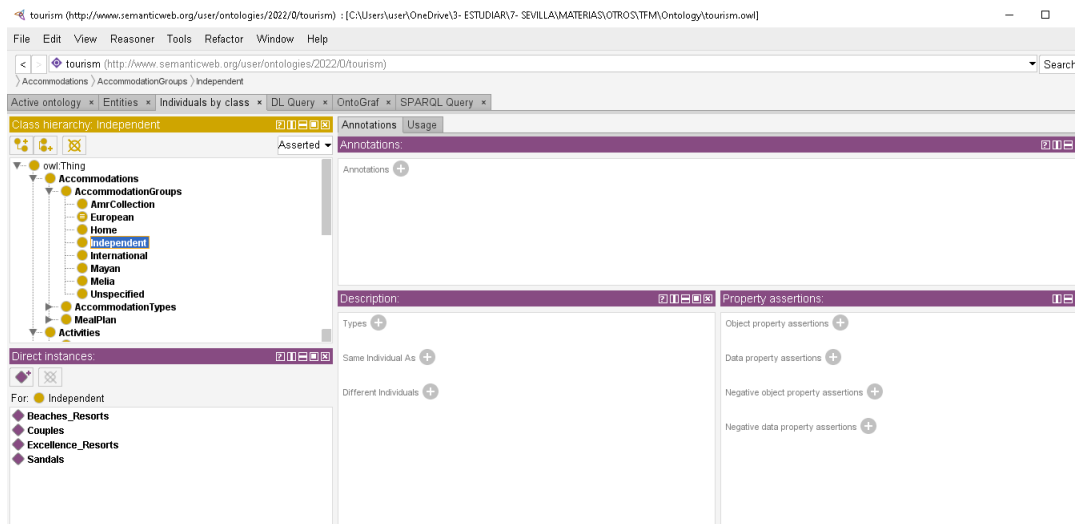 tourism (http://www.semanticweb.org/user/ontologies/2022/0/tourism) : [C:\Users\user\OneDrive\3- ESTUDIAR\7- SEVILLA\MATERIAS\OTROS\TFM\Ontology\tourism.owl]
File Edit View Reasoner Tools Refactor Window Help
< > tourism (http://www.semanticweb.org/user/ontologies/2022/0/tourism) Search
Accommodations AccommodationGroups Independent
Active ontology × Entities × Individuals by class × DL Query × OntoGraf × SPARQL Query ×
Class hierarchy: Independent
Asserted
owl:Thing
Accommodations
AccommodationGroups
AmrCollection
European
Home
Independent
International
Mayan
Melia
Unspecified
AccommodationTypes
MealPlan
Activities
Direct instances:
For: Independent
Beaches_Resorts
Couples
Excellence_Resorts
Sandals
Annotations Usage
Annotations:
Annotations
Description:
Types
Same Individual As
Different Individuals
Property assertions:
Object property assertions
Data property assertions
Negative object property assertions
Negative data property assertions